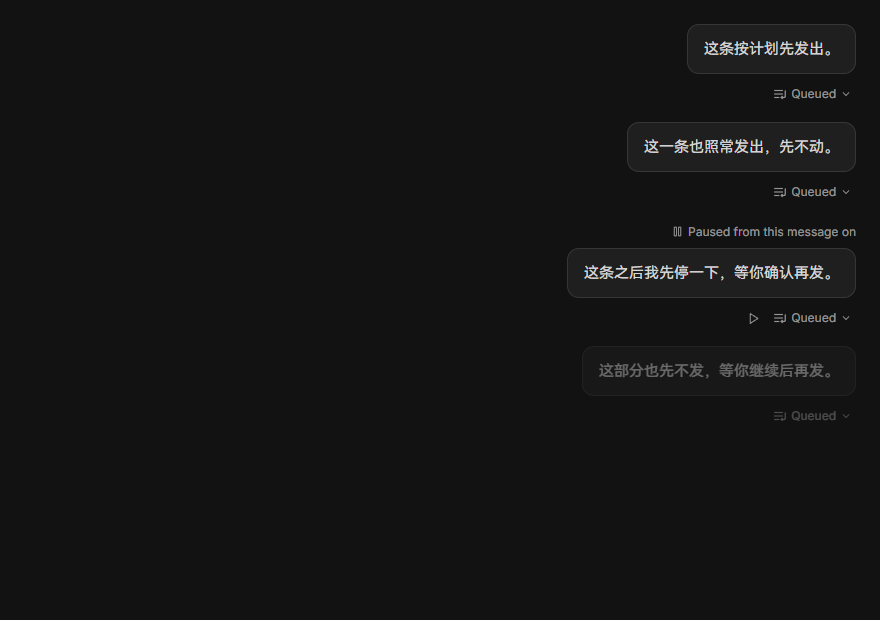 这条按计划先发出。
Queued
这一条也照常发出，先不动。
Queued
Paused from this message on
这条之后我先停一下，等你确认再发。
Queued
这部分也先不发，等你继续后再发。
Queued